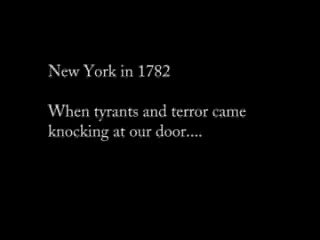 New York in 1782
When tyrants and terror came
knocking at our door....